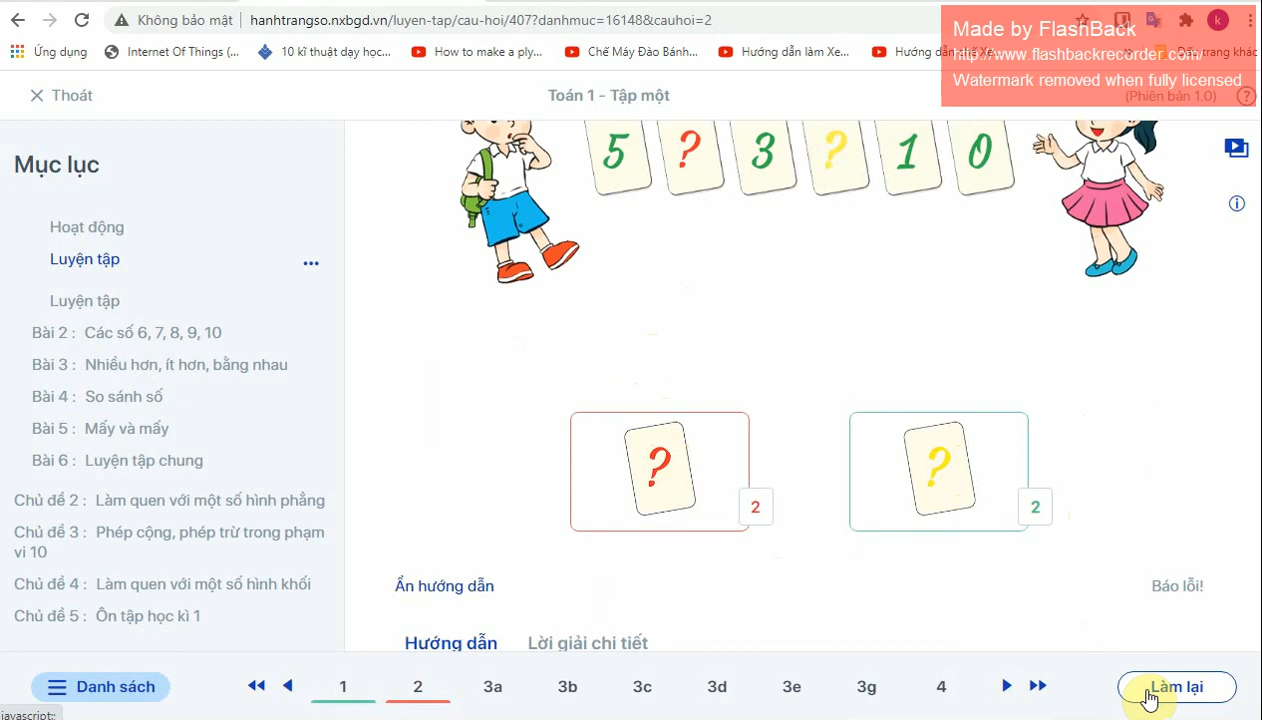 Không bảo mật
hanhtrangso.nxbgd.vn/luyen-tap/cau-hoi/407?danhmuc=16148&cauhoi=2
k
Made by FlashBack
http://www.flashbackrecorder.com/
Watermark removed when fully licensed
Ứng dụng
Internet Of Things (...
10 kĩ thuật dạy học...
How to make a ply...
Chế Máy Đào Bánh...
Hướng dẫn làm Xe...
Hướng dẫn
Dấu trang khác
Thoát
Toán 1 - Tập một
(Phiên bản 1.0)
?
Mục lục
Hoạt động
Luyện tập
...
Luyện tập
Bài 2 : Các số 6, 7, 8, 9, 10
Bài 3 : Nhiều hơn, ít hơn, bằng nhau
Bài 4 : So sánh số
Bài 5 : Mấy và mấy
Bài 6 : Luyện tập chung
Chủ đề 2 : Làm quen với một số hình phẳng
Chủ đề 3 : Phép cộng, phép trừ trong phạm
vi 10
Chủ đề 4 : Làm quen với một số hình khối
Chủ đề 5 : Ôn tập học kì 1
5 ? 3 ? 1 0
? 2
? 2
Ẩn hướng dẫn
Báo lỗi!
Hướng dẫn
Lời giải chi tiết
Danh sách
1 2 3a 3b 3c 3d 3e 3g 4
Làm lại
javascript:;